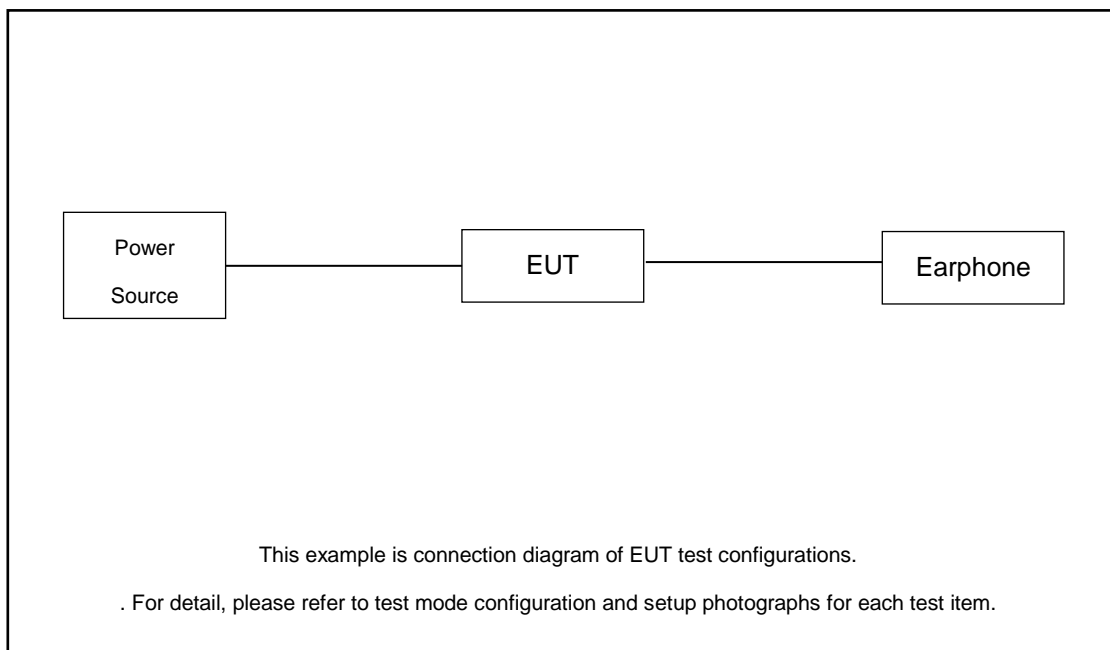 Power
Source
EUT
Earphone
This example is connection diagram of EUT test configurations.
. For detail, please refer to test mode configuration and setup photographs for each test item.